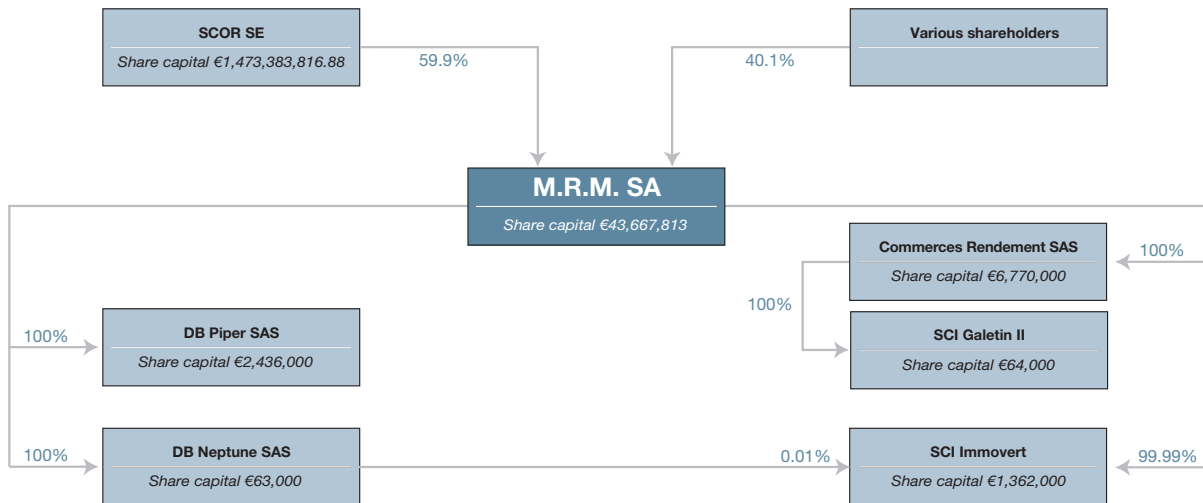 SCOR SE
Share capital €1,473,383,816.88
59.9%
Various shareholders
40.1%
M.R.M. SA
Share capital €43,667,813
Commerces Rendement SAS
Share capital €6,770,000
100%
100%
DB Piper SAS
Share capital €2,436,000
100%
SCI Galetin II
Share capital €64,000
DB Neptune SAS
Share capital €63,000
100%
0.01%
SCI Immovert
Share capital €1,362,000
99.99%